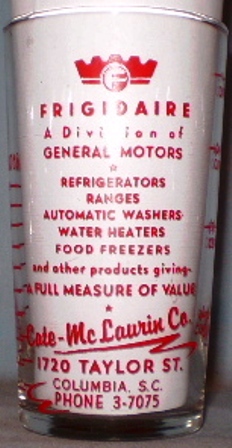 F
FRIGIDAIRE
A Division of
GENERAL MOTORS
REFRIGERATORS
RANGES
AUTOMATIC WASHERS
WATER HEATERS
FOOD FREEZERS
and other products giving-
A FULL MEASURE OF VALUE
Cate-McLaurin Co.
1720 TAYLOR ST.
COLUMBIA, S.C.
PHONE 3-7075